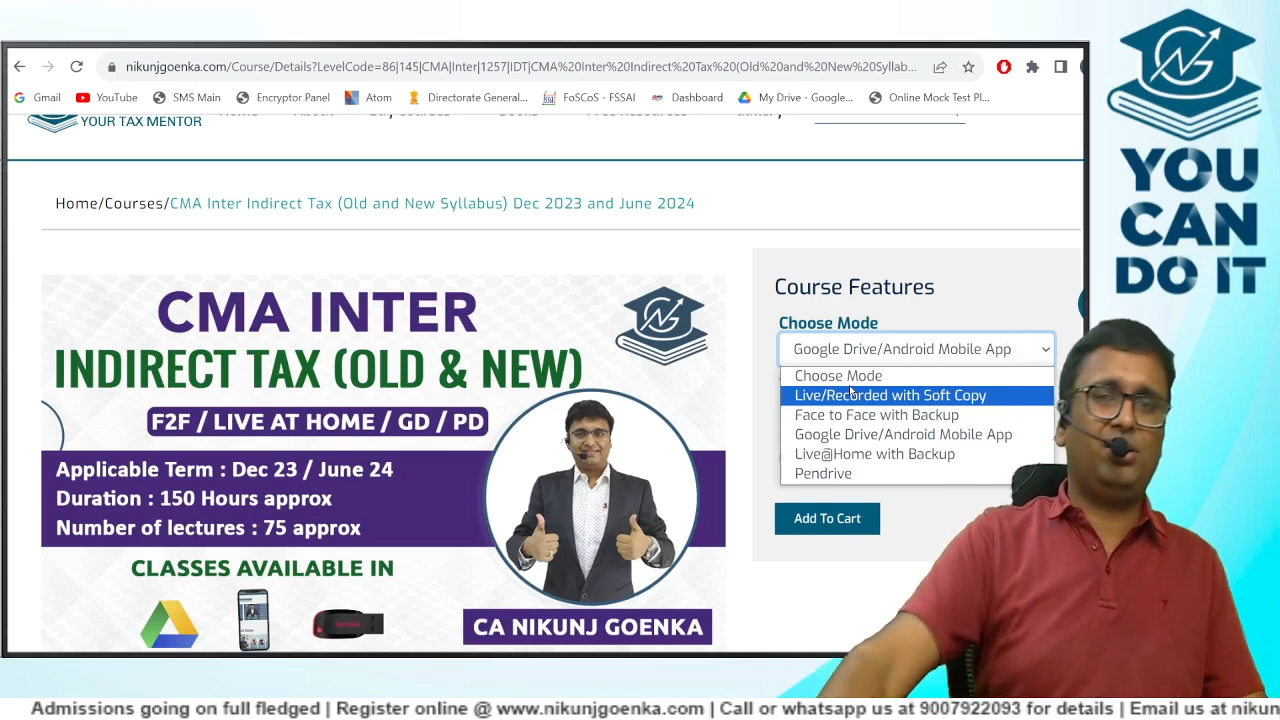 nikunjgoenka.com/Course/Details?LevelCode=36|145|CMA|Inter|1237|IDT|CMA%20Inter%20Indirect%20Tax%20(Old%20and%20New%20Syllab...
Gmail YouTube SMS Main Encryptor Panel Atom Directorate General... FoSCoS - FSSAI Dashboard My Drive - Google... Online Mock Test Pl...
YOUR TAX MENTOR
Home/Courses/CMA Inter Indirect Tax (Old and New Syllabus) Dec 2023 and June 2024
CMA INTER
INDIRECT TAX (OLD & NEW)
F2F / LIVE AT HOME / GD / PD
Applicable Term : Dec 23 / June 24
Duration : 150 Hours approx
Number of lectures : 75 approx
CLASSES AVAILABLE IN
CA NIKUNJ GOENKA
Course Features
Choose Mode
Google Drive/Android Mobile App
Choose Mode
Live/Recorded with Soft Copy
Face to Face with Backup
Google Drive/Android Mobile App
Live@Home with Backup
Pendrive
Add To Cart
YOU
CAN
DO IT
Admissions going on full fledged | Register online @ www.nikunjgoenka.com | Call or whatsapp us at 9007922093 for details | Email us at nikun